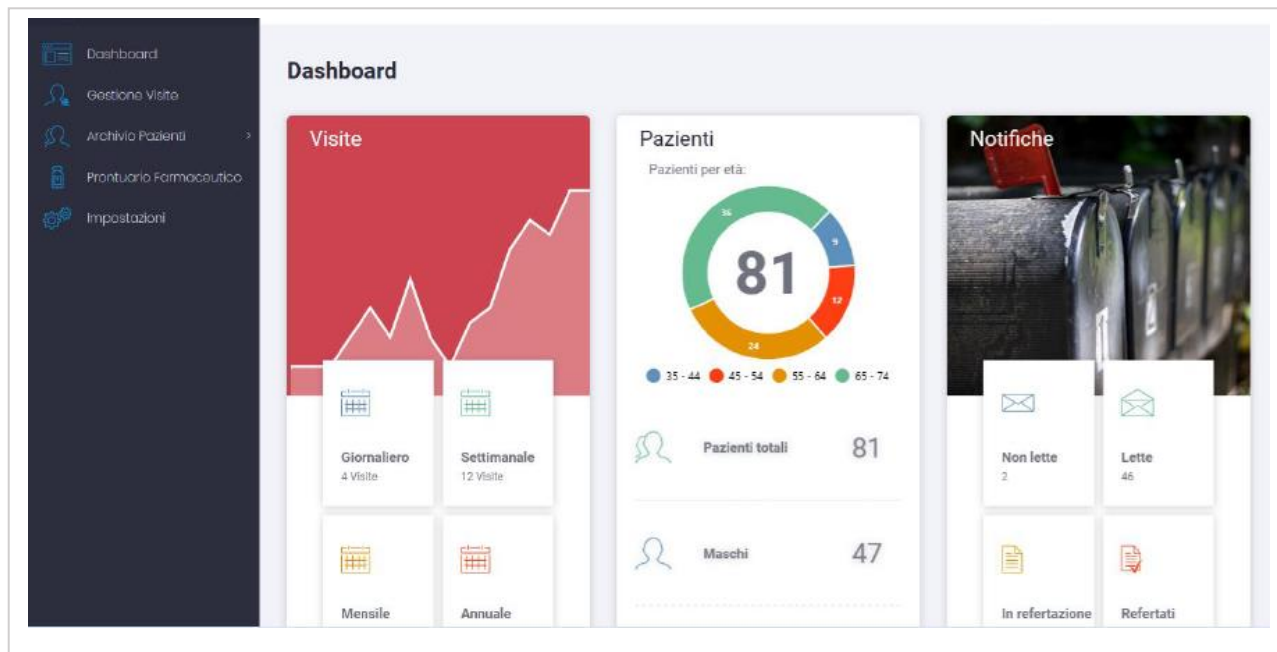 Dashboard
Gestione Visite
Archivio Pazienti >
Prontuario Farmaceutico
Impostazioni
Dashboard
Visite
Giornaliero
4 Visite
Settimanale
12 Visite
Mensile
Annuale
Pazienti
Pazienti per età:
36
9
81
12
24
35 - 44 45 - 54 55 - 64 65 - 74
Pazienti totali 81
Maschi 47
Notifiche
Non lette
2
Lette
46
In refertazione
Refertati